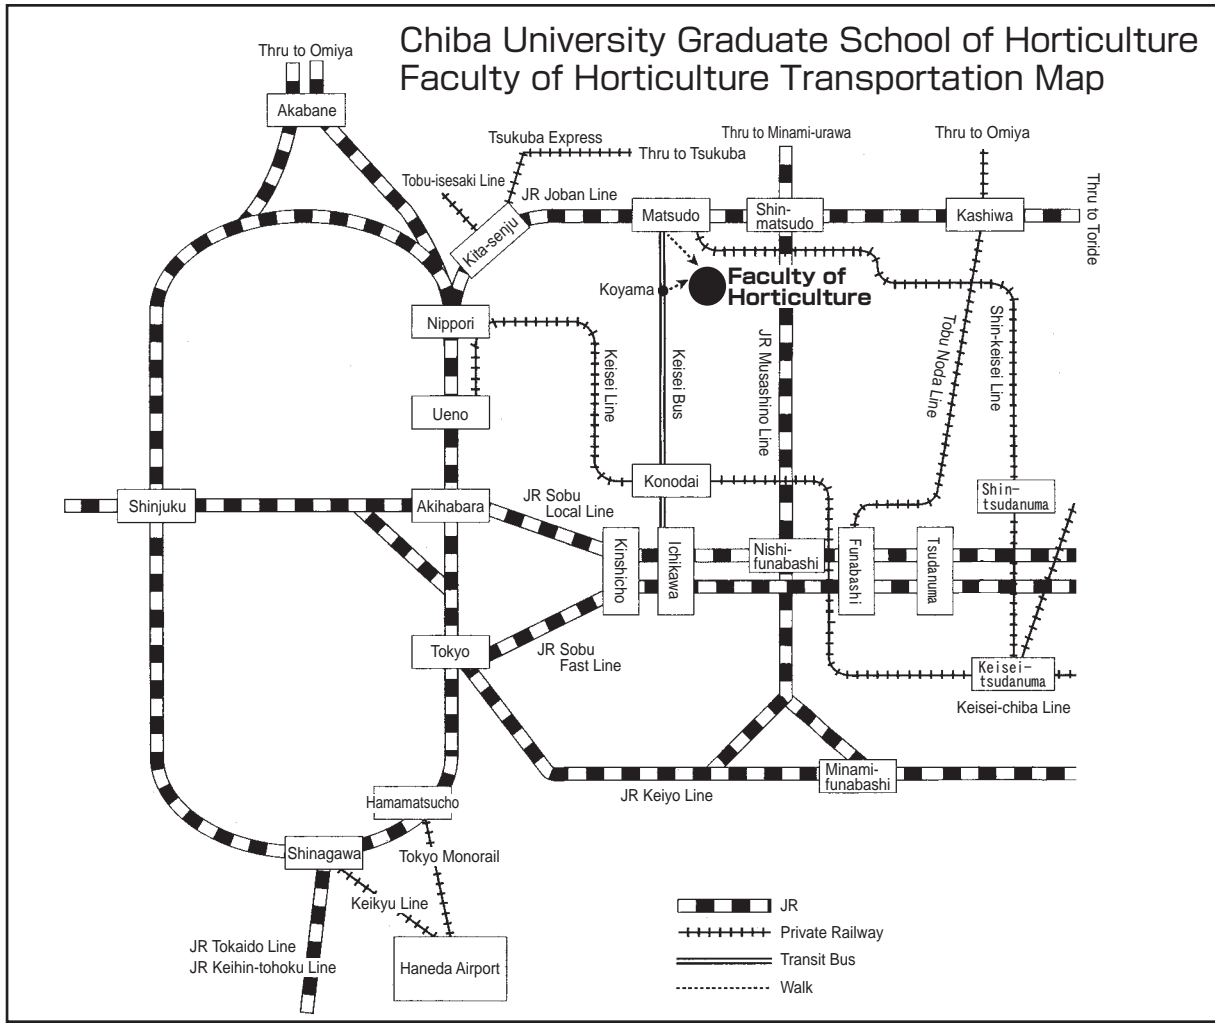 Chiba University Graduate School of Horticulture
Faculty of Horticulture Transportation Map
Thru to Omiya
Akabane
Tsukuba Express
Thru to Tsukuba
Thru to Minami-urawa
Thru to Omiya
Tobu-isesaki Line
JR Joban Line
Kita-senju
Matsudo
Shin-
matsudo
Kashiwa
Thru to Toride
Koyama
Faculty of
Horticulture
Nippori
Keisei Line
Keisei Bus
JR Musashino Line
Tobu Noda Line
Shin-keisei Line
Ueno
Konodai
Shinjuku
Akihabara
JR Sobu
Local Line
Shin-
tsudanuma
Kinshicho
Ichikawa
Nishi-
funabashi
Funabashi
Tsudanuma
Tokyo
JR Sobu
Fast Line
Keisei-
tsudanuma
Keisei-chiba Line
JR Keiyo Line
Minami-
funabashi
Hamamatsucho
Shinagawa
Tokyo Monorail
Keikyu Line
JR Tokaido Line
JR Keihin-tohoku Line
Haneda Airport
JR
Private Railway
Transit Bus
Walk